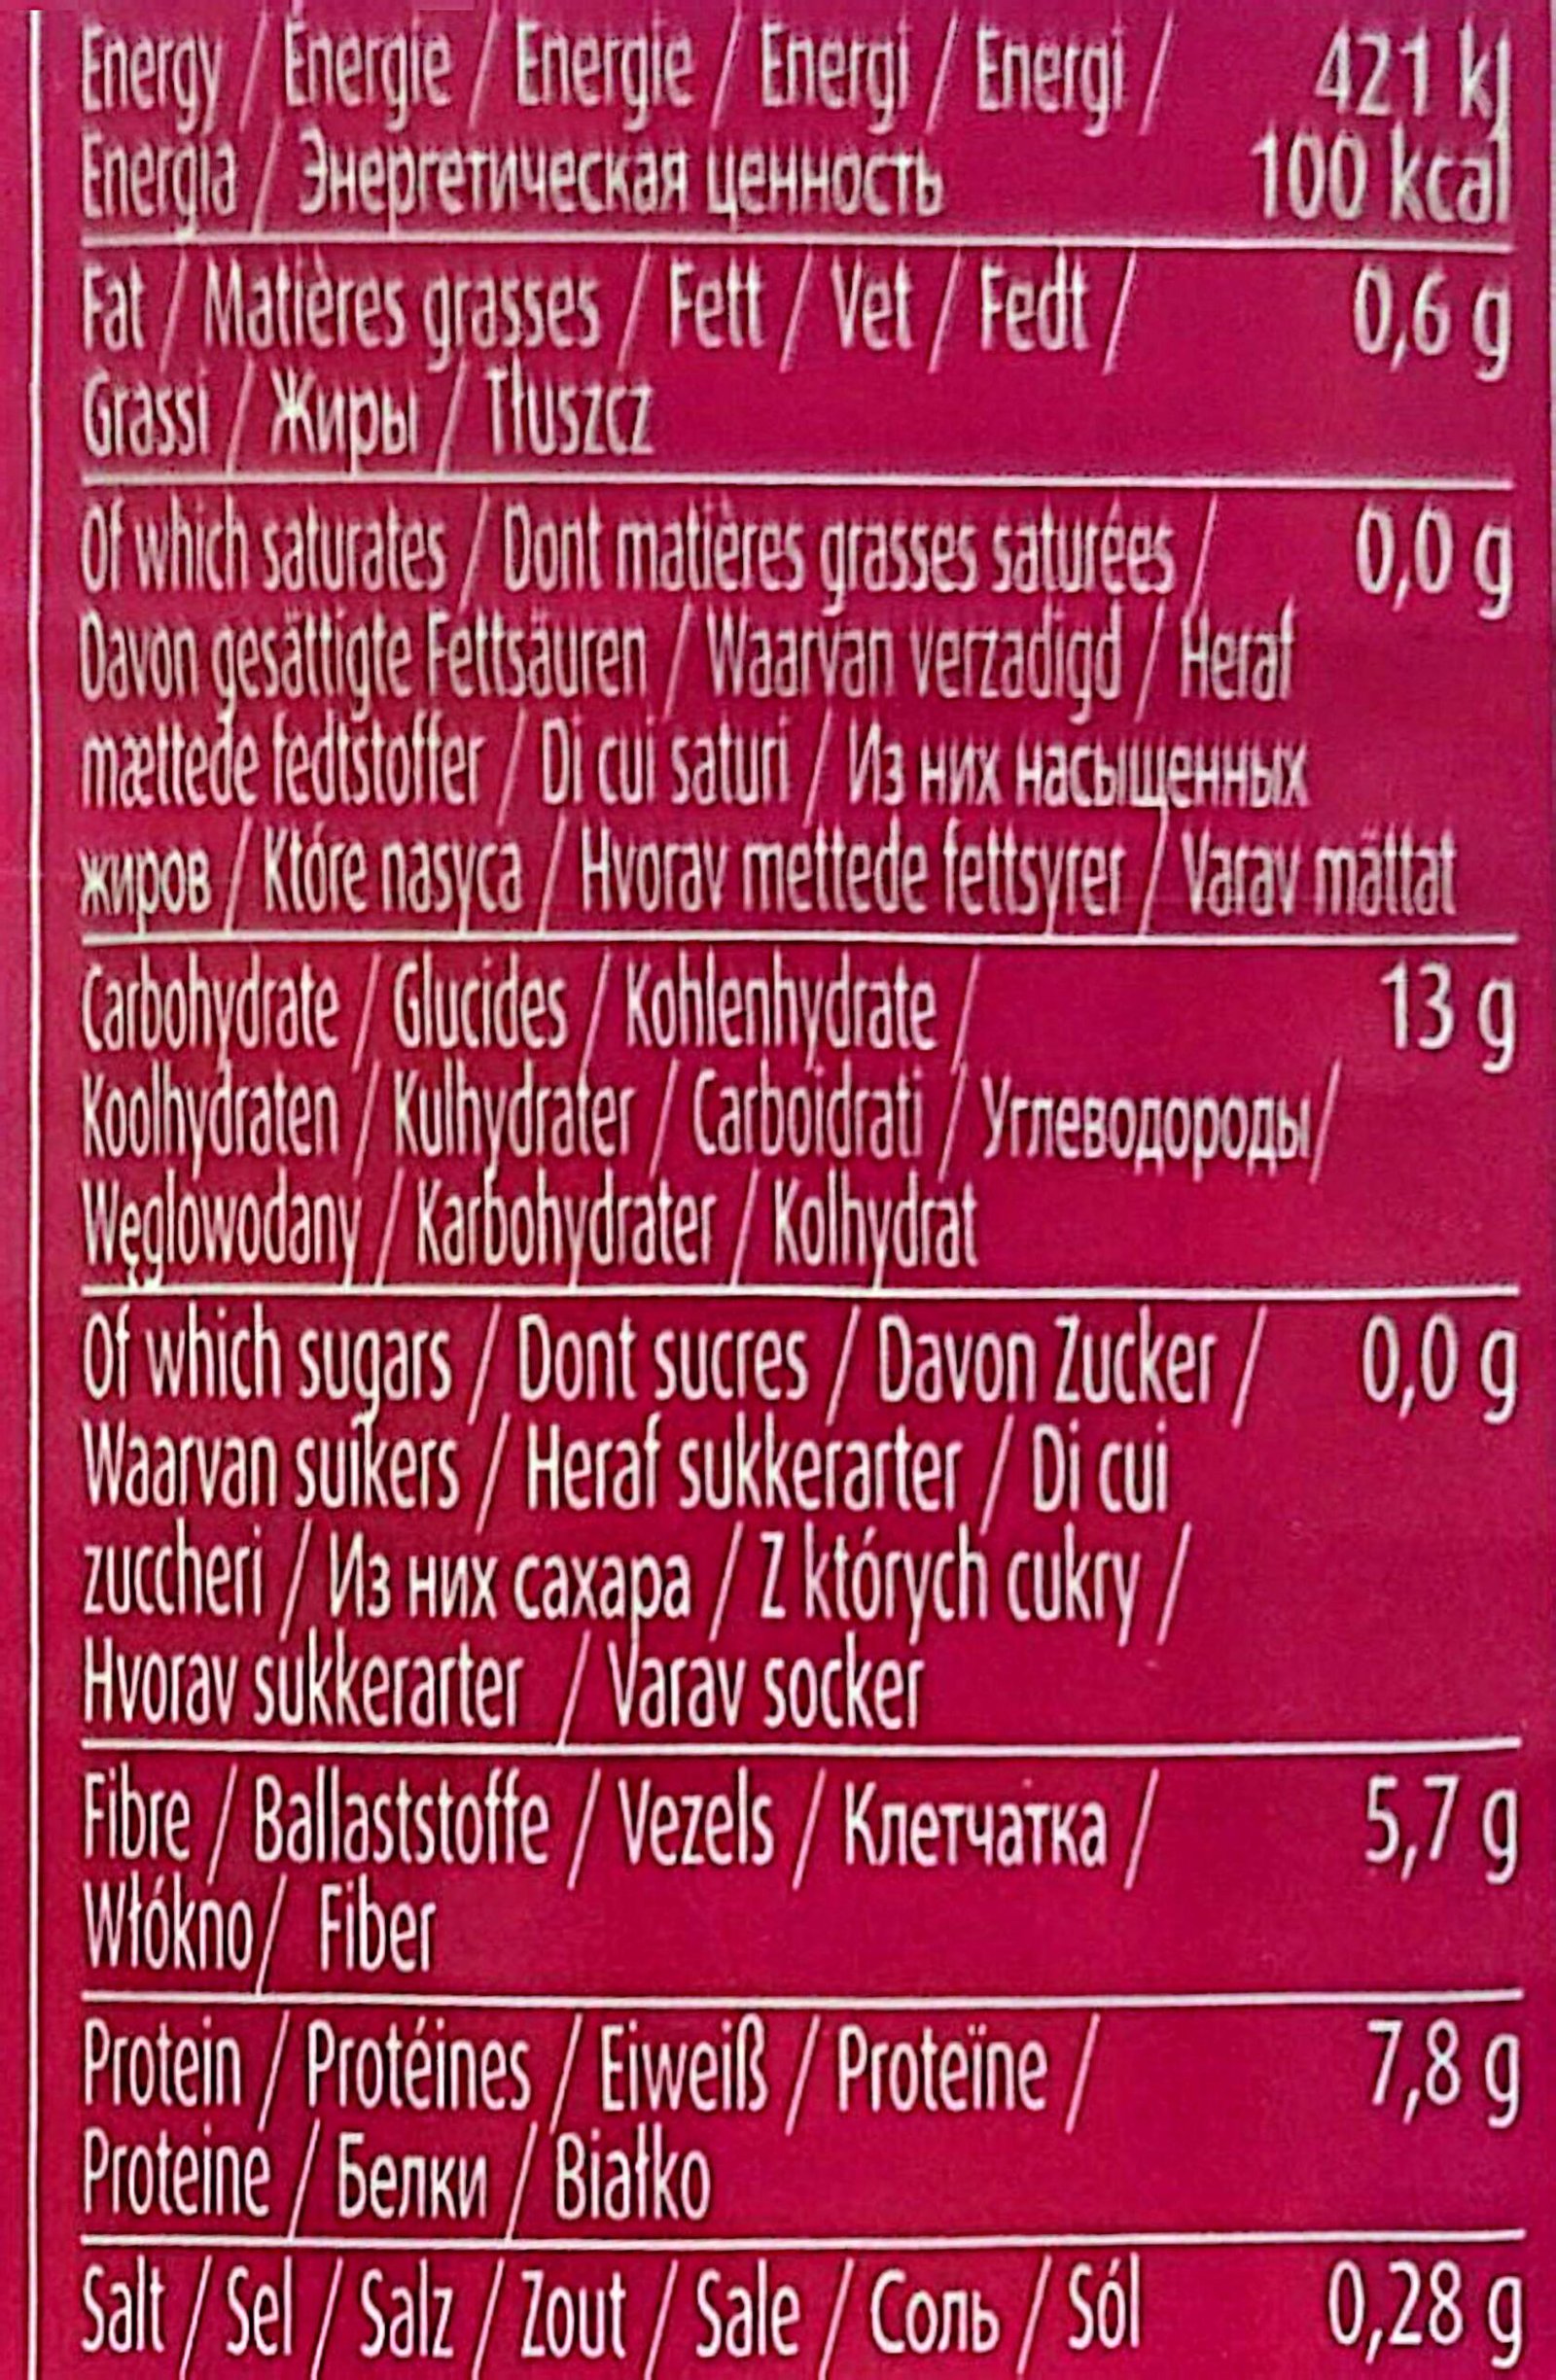 Energy / Énergie / Energie / Energi / Energi / 421 kJ
Energia / Энергетическая ценность 100 kcal
Fat / Matières grasses / Fett / Vet / Fedt / 0,6 g
Grassi / Жиры / Tłuszcz
Of which saturates / Dont matières grasses saturées / 0,0 g
Davon gesättigte Fettsäuren / Waarvan verzadigd / Heraf
mættede fedtstoffer / Di cui saturi / Из них насыщенных
жиров / Które nasyca / Hvorav mettede fettsyrer / Varav mättat
Carbohydrate / Glucides / Kohlenhydrate / 13 g
Koolhydraten / Kulhydrater / Carboidrati / Углеводороды/
Węglowodany / Karbohydrater / Kolhydrat
Of which sugars / Dont sucres / Davon Zucker / 0,0 g
Waarvan suikers / Heraf sukkerarter / Di cui
zuccheri / Из них сахара / Z których cukry /
Hvorav sukkerarter / Varav socker
Fibre / Ballaststoffe / Vezels / Клетчатка / 5,7 g
Włókno/ Fiber
Protein / Protéines / Eiweiß / Proteïne / 7,8 g
Proteine / Белки / Białko
Salt / Sel / Salz / Zout / Sale / Соль / Sól 0,28 g